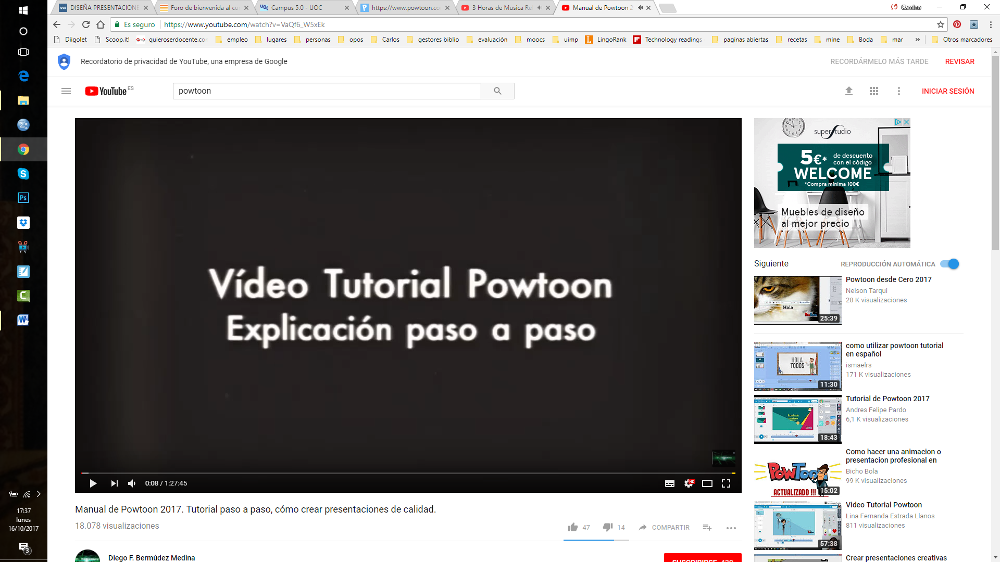 DISEÑA PRESENTACIONE
Foro de bienvenida al cu
Campus 5.0 - UOC
https://www.powtoon.co
3 Horas de Musica Re
Manual de Powtoon 2
Camino
Es seguro
https://www.youtube.com/watch?v=VaQf6_W5xEk
Diigolet
Scoop.it!
quieroserdocente.cor
empleo
lugares
personas
opos
Carlos
gestores biblio
evaluación
moocs
uimp
LingoRank
Technology readings
paginas abiertas
recetas
mine
Boda
mar
»
Otros marcadores
Recordatorio de privacidad de YouTube, una empresa de Google
RECORDÁRMELO MÁS TARDE
REVISAR
YouTube ES
powtoon
INICIAR SESIÓN
Vídeo Tutorial Powtoon
Explicación paso a paso
0:08 / 1:27:45
HD
Manual de Powtoon 2017. Tutorial paso a paso, cómo crear presentaciones de calidad.
18.078 visualizaciones
47
14
COMPARTIR
Diego F. Bermúdez Medina
SUSCRIBIRSE 420
superstudio
5€*
de descuento
con el código
WELCOME
*Compra mínima 100€
Muebles de diseño
al mejor precio
Siguiente
REPRODUCCIÓN AUTOMÁTICA
Hola
25:39
Powtoon desde Cero 2017
Nelson Tarqui
28 K visualizaciones
HOLA
TODOS
11:30
como utilizar powtoon tutorial
en español
ismaelrs
171 K visualizaciones
Prueba de
powtoon
18:43
Tutorial de Powtoon 2017
Andres Felipe Pardo
6,1 K visualizaciones
PowToon
ACTUALIZADO !!!
15:02
Como hacer una animacion o
presentacion profesional en
Bicho Bola
99 K visualizaciones
57:38
Video Tutorial Powtoon
Lina Fernanda Estrada Llanos
811 visualizaciones
Crear presentaciones creativas
17:37
lunes
16/10/2017
3